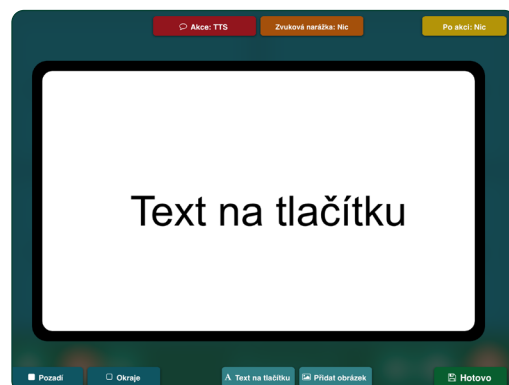 Akce: TTS
Zvuková narážka: Nic
Po akci: Nic
Text na tlačítku
Pozadí
Okraje
A Text na tlačítku
Přidat obrázek
Hotovo